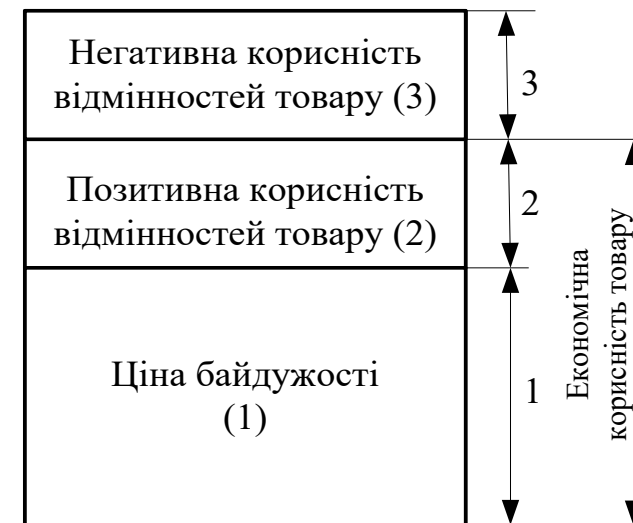 Негативна корисність
відмінностей товару (3)
3
Позитивна корисність
відмінностей товару (2)
2
Ціна байдужості
(1)
1
Економічна
корисність товару